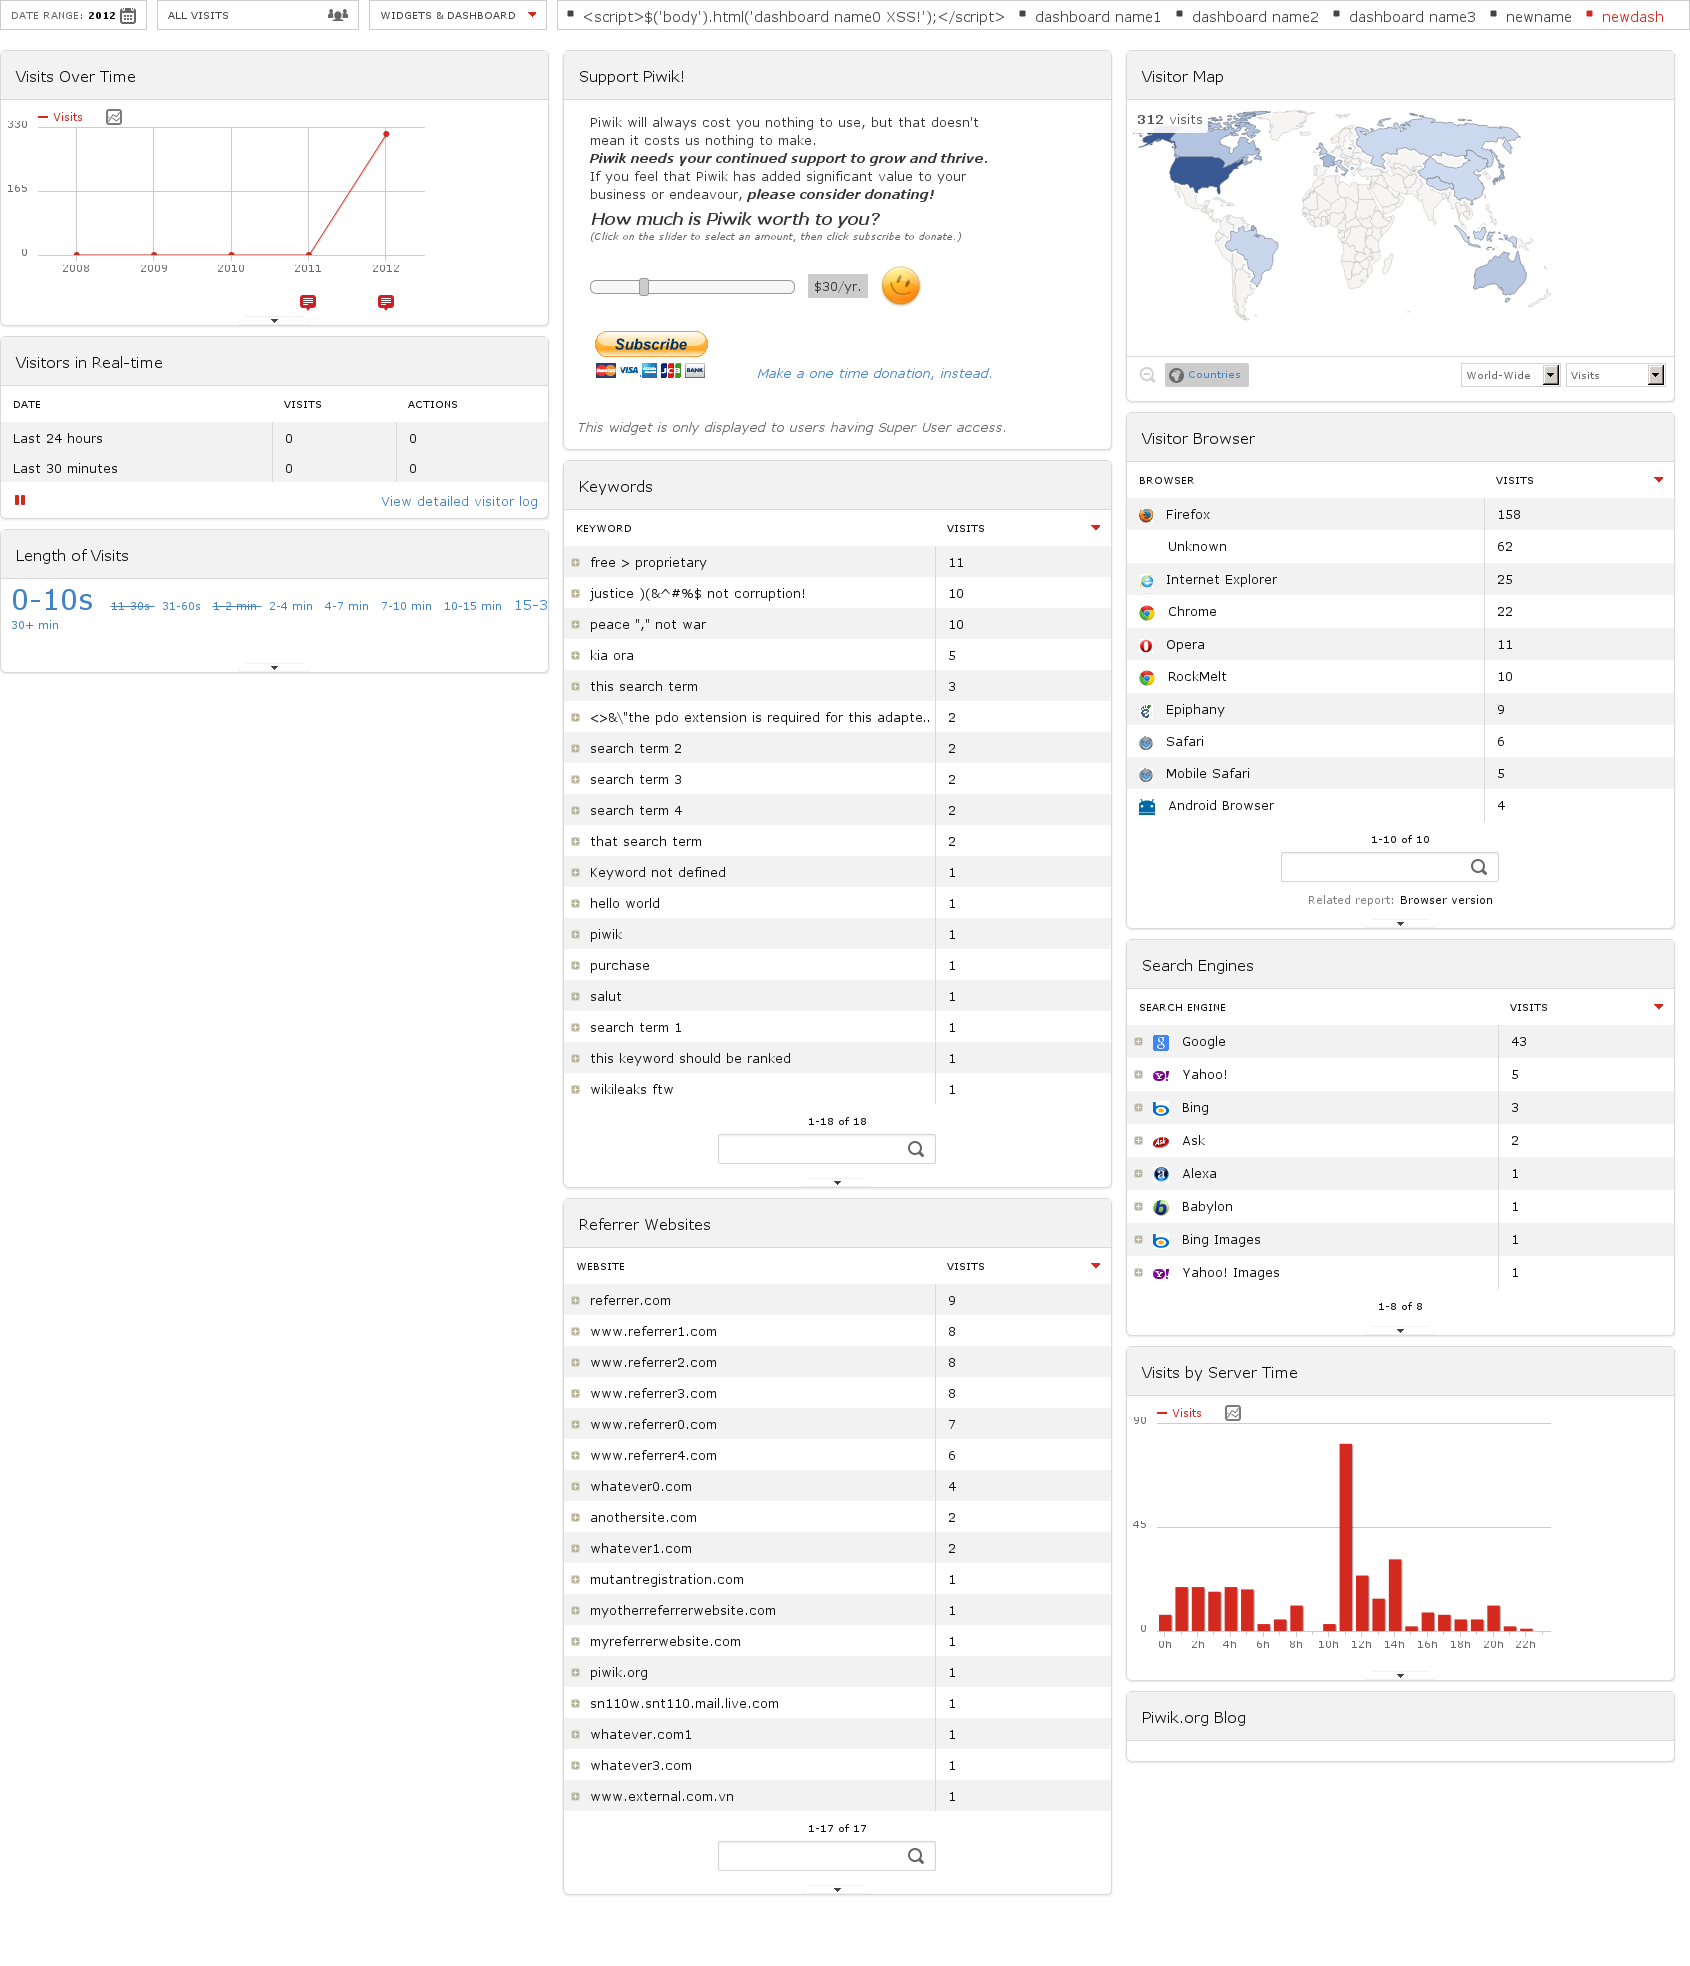 DATE RANGE: 2012
ALL VISITS
WIDGETS & DASHBOARD
<script>$('body').html('dashboard name0 XSS!');</script>
dashboard name1
dashboard name2
dashboard name3
newname
newdash
Visits Over Time
Visits
330
165
0
2008 2009 2010 2011 2012
Visitors in Real-time
DATE VISITS ACTIONS
Last 24 hours 0 0
Last 30 minutes 0 0
View detailed visitor log
Length of Visits
0-10s 11-30s 31-60s 1-2 min 2-4 min 4-7 min 7-10 min 10-15 min 15-3
30+ min
Support Piwik!
Piwik will always cost you nothing to use, but that doesn't
mean it costs us nothing to make.
Piwik needs your continued support to grow and thrive.
If you feel that Piwik has added significant value to your
business or endeavour, please consider donating!
How much is Piwik worth to you?
(Click on the slider to select an amount, then click subscribe to donate.)
$30/yr.
Subscribe
VISA
JCB
BANK
Make a one time donation, instead.
This widget is only displayed to users having Super User access.
Keywords
KEYWORD VISITS
free > proprietary 11
justice )(&^#%$ not corruption! 10
peace "," not war 10
kia ora 5
this search term 3
<>&\"the pdo extension is required for this adapte.. 2
search term 2 2
search term 3 2
search term 4 2
that search term 2
Keyword not defined 1
hello world 1
piwik 1
purchase 1
salut 1
search term 1 1
this keyword should be ranked 1
wikileaks ftw 1
1-18 of 18
Referrer Websites
WEBSITE VISITS
referrer.com 9
www.referrer1.com 8
www.referrer2.com 8
www.referrer3.com 8
www.referrer0.com 7
www.referrer4.com 6
whatever0.com 4
anothersite.com 2
whatever1.com 2
mutantregistration.com 1
myotherreferrerwebsite.com 1
myreferrerwebsite.com 1
piwik.org 1
sn110w.snt110.mail.live.com 1
whatever.com1 1
whatever3.com 1
www.external.com.vn 1
1-17 of 17
Visitor Map
312 visits
Countries
World-Wide
Visits
Visitor Browser
BROWSER VISITS
Firefox 158
Unknown 62
Internet Explorer 25
Chrome 22
Opera 11
RockMelt 10
Epiphany 9
Safari 6
Mobile Safari 5
Android Browser 4
1-10 of 10
Related report: Browser version
Search Engines
SEARCH ENGINE VISITS
Google 43
Yahoo! 5
Bing 3
Ask 2
Alexa 1
Babylon 1
Bing Images 1
Yahoo! Images 1
1-8 of 8
Visits by Server Time
Visits
90
45
0
0h 2h 4h 6h 8h 10h 12h 14h 16h 18h 20h 22h
Piwik.org Blog